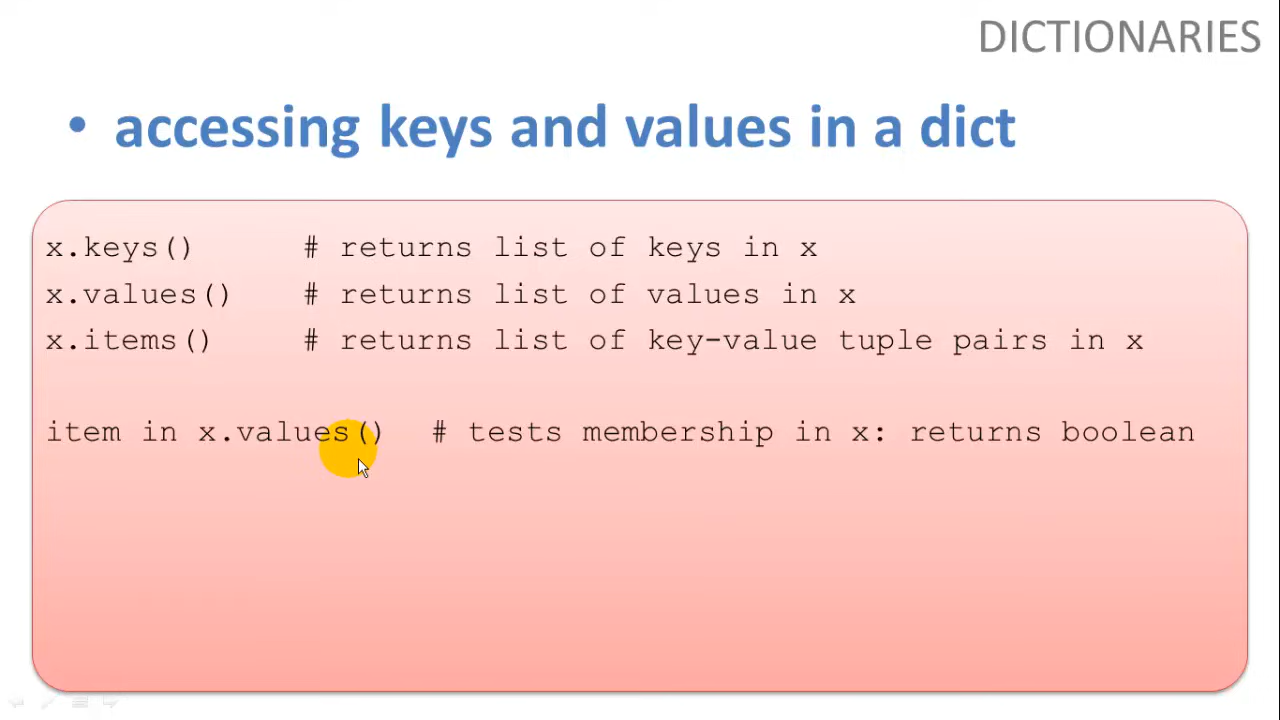 DICTIONARIES
• accessing keys and values in a dict
x.keys()      # returns list of keys in x
x.values()    # returns list of values in x
x.items()     # returns list of key-value tuple pairs in x
item in x.values()  # tests membership in x: returns boolean